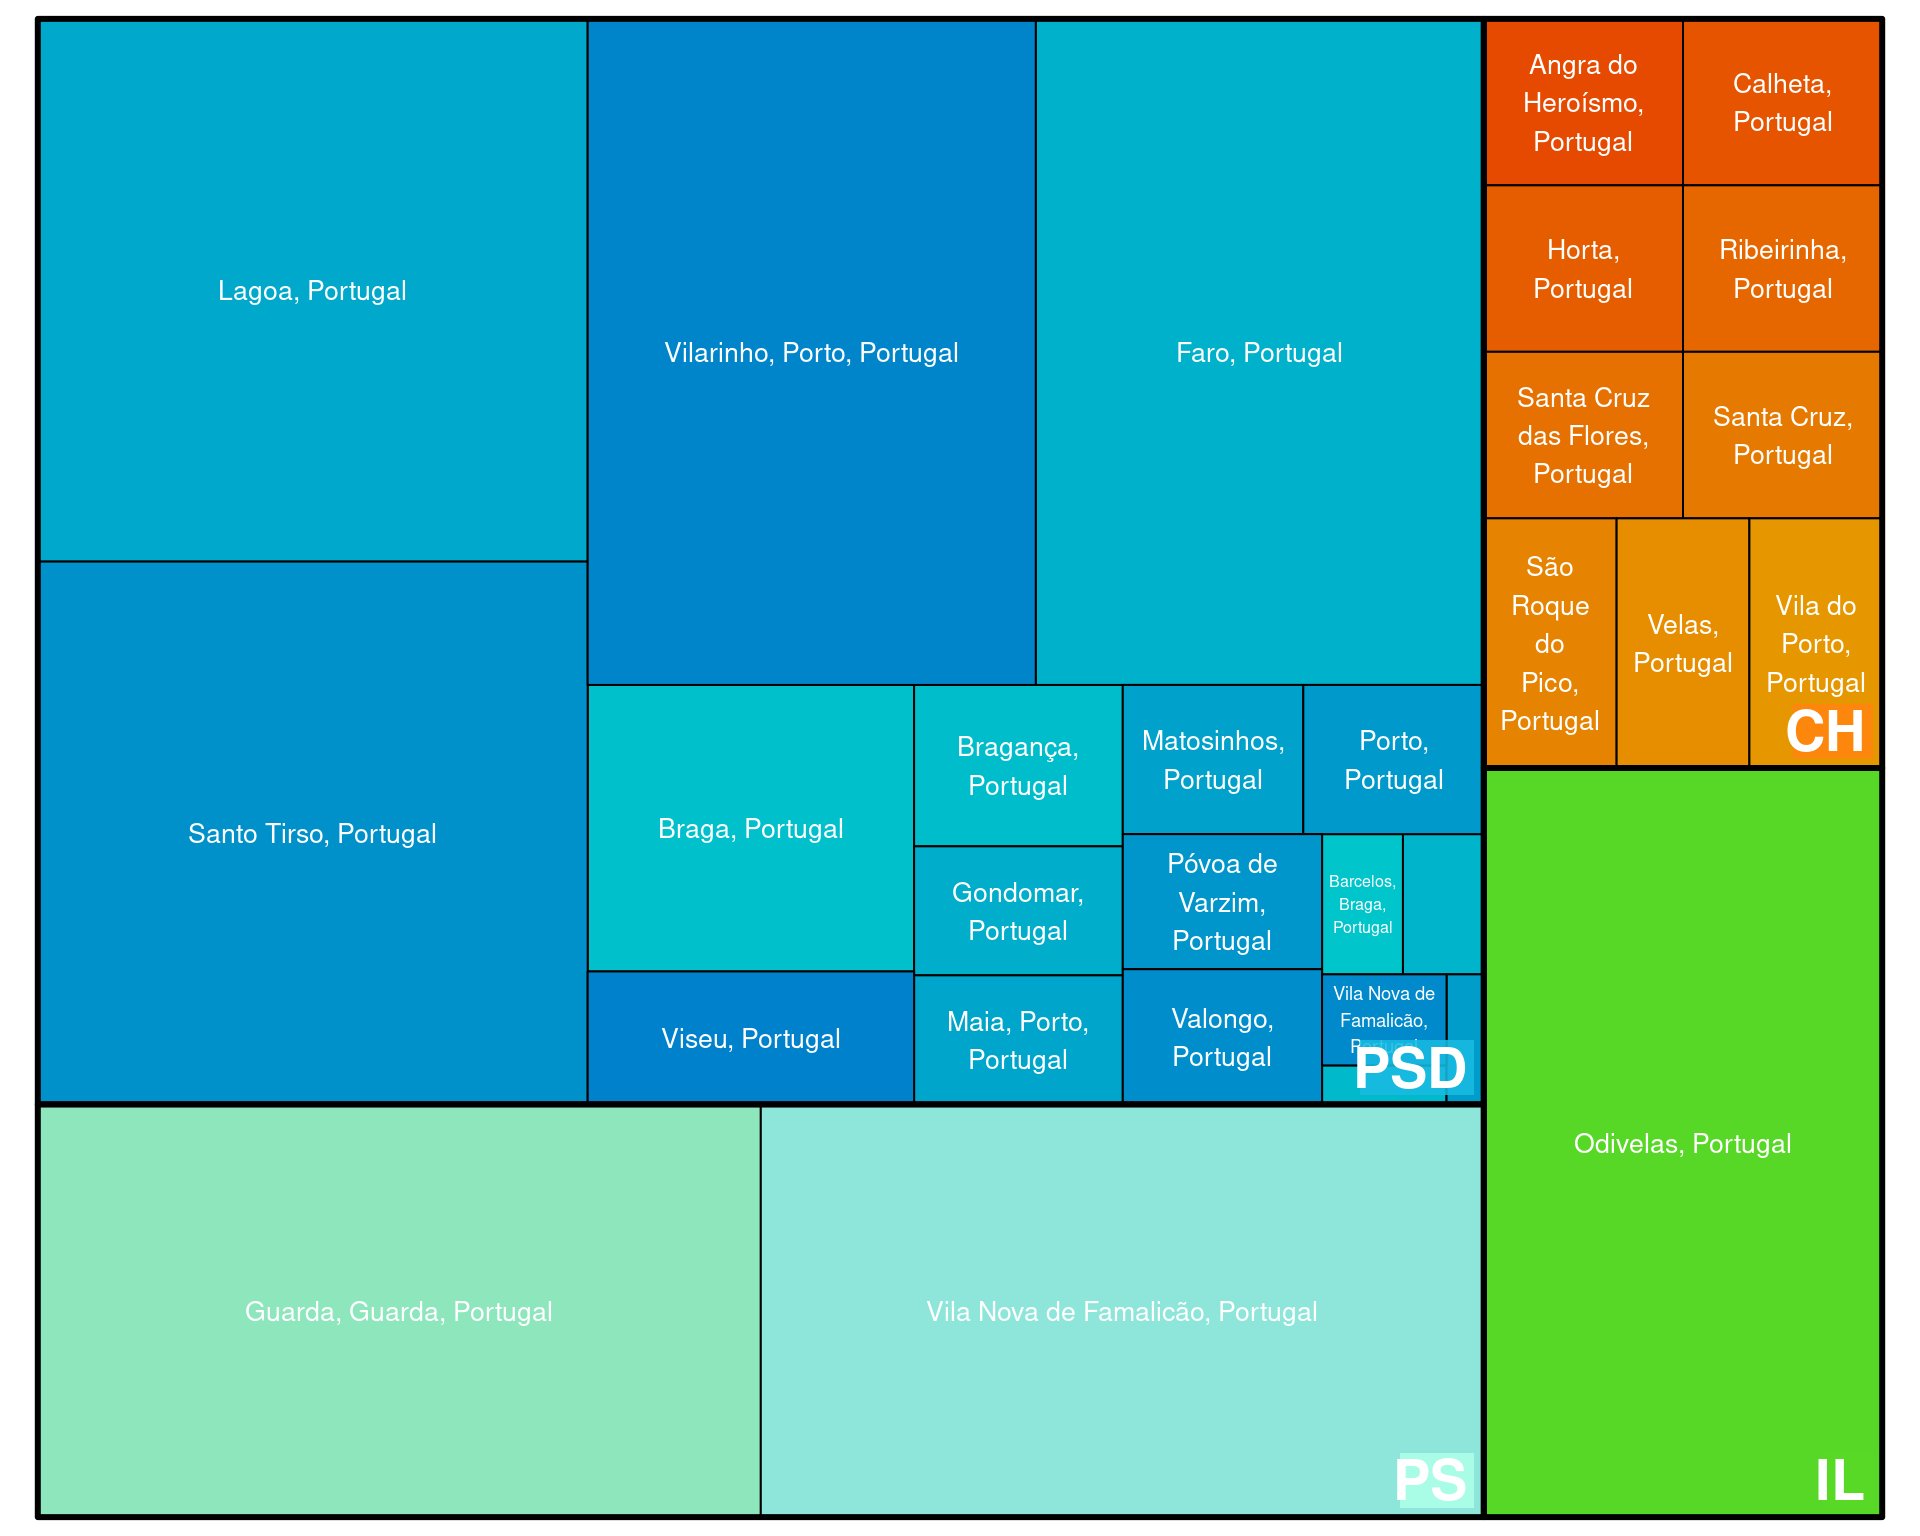 Lagoa, Portugal
Vilarinho, Porto, Portugal
Faro, Portugal
Santo Tirso, Portugal
Braga, Portugal
Viseu, Portugal
Bragança,
Portugal
Gondomar,
Portugal
Maia, Porto,
Portugal
Matosinhos,
Portugal
Porto,
Portugal
Póvoa de
Varzim,
Portugal
Valongo,
Portugal
Barcelos,
Braga,
Portugal
Vila Nova de
Famalicão,
PSD
Angra do
Heroísmo,
Portugal
Calheta,
Portugal
Horta,
Portugal
Ribeirinha,
Portugal
Santa Cruz
das Flores,
Portugal
Santa Cruz,
Portugal
São
Roque
do
Pico,
Portugal
Velas,
Portugal
Vila do
Porto,
Portugal
CH
Guarda, Guarda, Portugal
Vila Nova de Famalicão, Portugal
PS
Odivelas, Portugal
IL